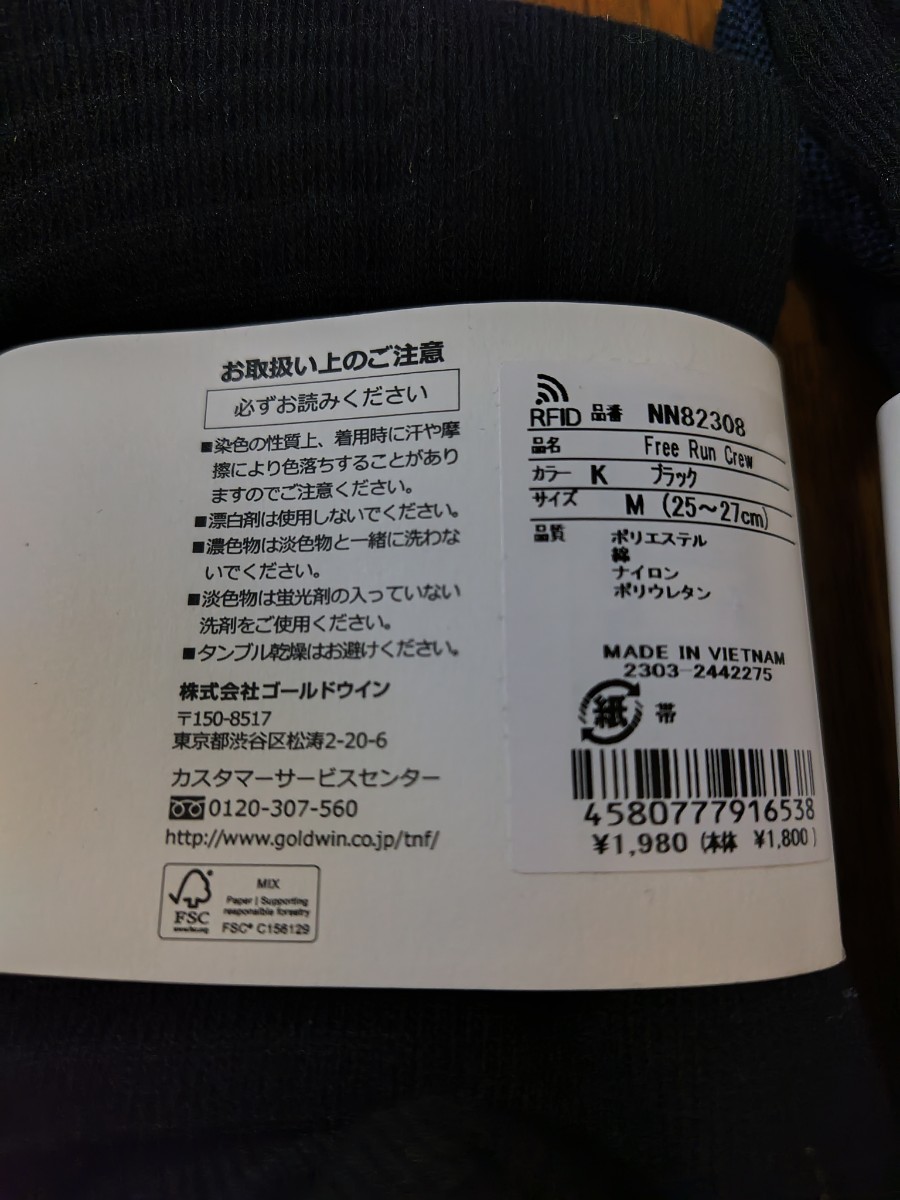 お取扱い上のご注意
必ずお読みください
■染色の性質上、着用時に汗や摩
擦により色落ちすることがあり
ますのでご注意ください。
■漂白剤は使用しないでください。
■濃色物は淡色物と一緒に洗わな
いでください。
■淡色物は蛍光剤の入っていない
洗剤をご使用ください。
■タンブル乾燥はお避けください。
株式会社ゴールドウイン
〒150-8517
東京都渋谷区松涛2-20-6
カスタマーサービスセンター
0120-307-560
http://www.goldwin.co.jp/tnf/
FSC
www.fsc.org
MIX
Paper | Supporting
responsible forestry
FSC® C156129
RFID 品番 NN82308
品名 Free Run Crew
カラー K ブラック
サイズ M (25～27cm)
品質 ポリエステル
綿
ナイロン
ポリウレタン
MADE IN VIETNAM
2303-2442275
紙 帯
4580777916538
¥1,980 (本体 ¥1,800)